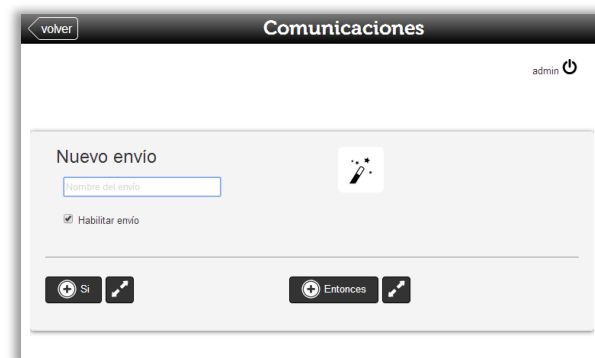 volver
Comunicaciones
admin
Nuevo envío
Nombre del envío
Habilitar envío
Si
Entonces